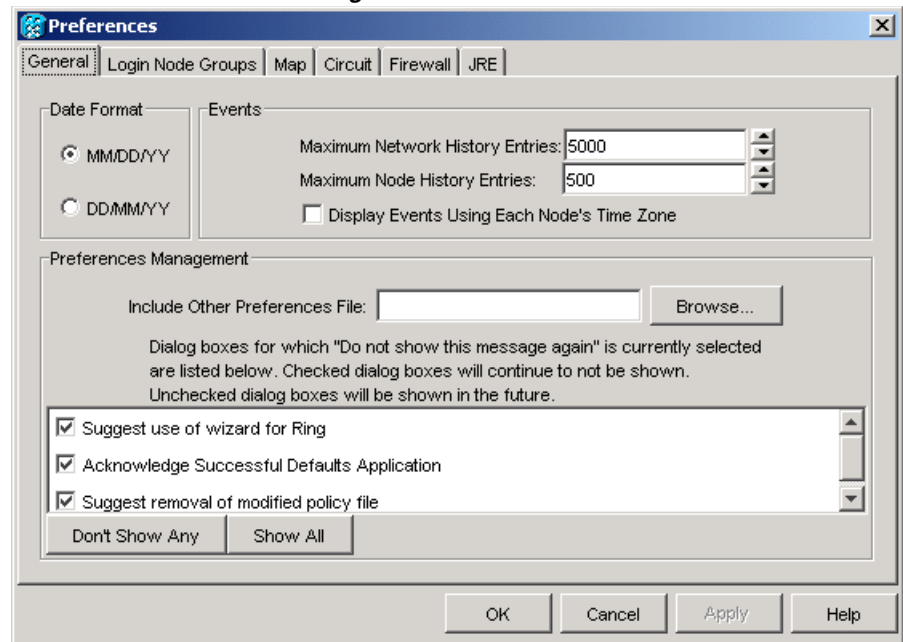 Preferences
General Login Node Groups Map Circuit Firewall JRE
Date Format
MM/DD/YY
DD/MM/YY
Events
Maximum Network History Entries: 5000
Maximum Node History Entries: 500
Display Events Using Each Node's Time Zone
Preferences Management
Include Other Preferences File: Browse...
Dialog boxes for which "Do not show this message again" is currently selected
are listed below. Checked dialog boxes will continue to not be shown.
Unchecked dialog boxes will be shown in the future.
Suggest use of wizard for Ring
Acknowledge Successful Defaults Application
Suggest removal of modified policy file
Don't Show Any Show All
OK Cancel Apply Help